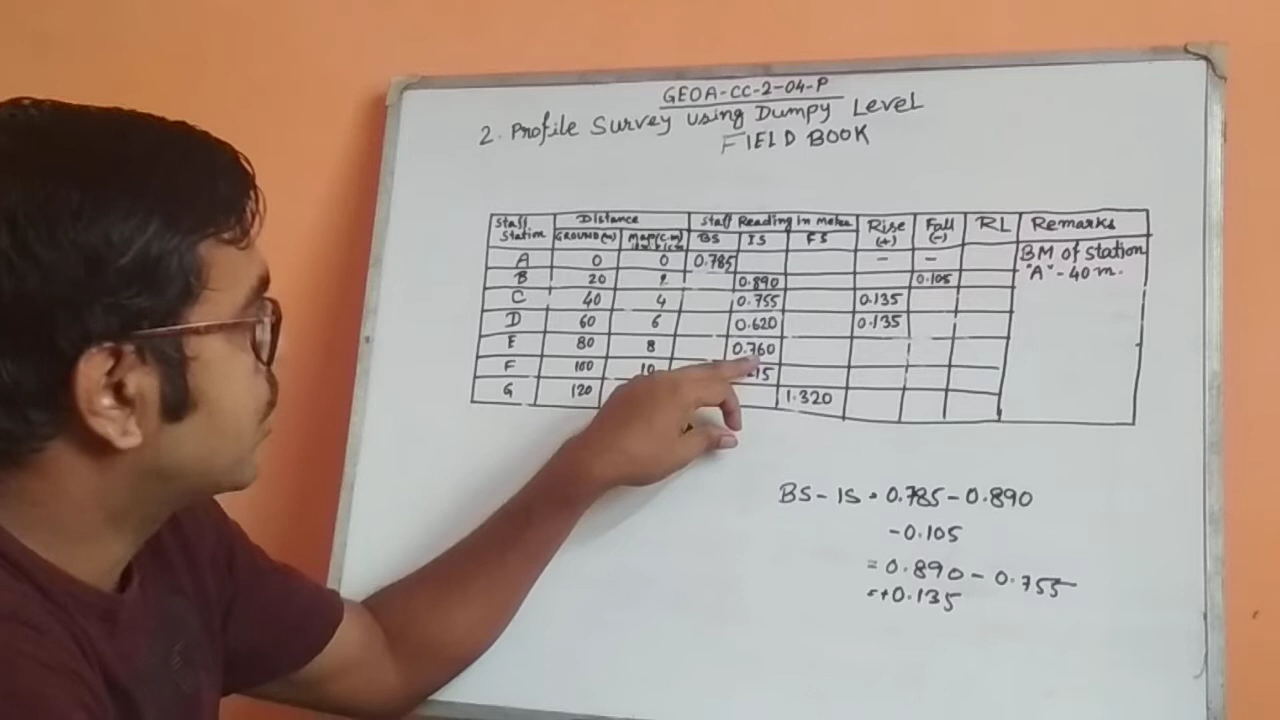 GEOA-CC-2-04-P
2. Profile Survey using Dumpy Level
FIELD BOOK
Staff Station Distance Staff Reading in Meter Rise (+) Fall (-) RL Remarks
GROUND(m) Map(c.m) BS IS FS
A 0 0 0.785 - - BM of station
B 20 2 0.890 0.105 "A" - 40 m.
C 40 4 0.755 0.135
D 60 6 0.620 0.135
E 80 8 0.760
F 100 10 15
G 120 1.320
BS - IS = 0.785 - 0.890
-0.105
= 0.890 - 0.755
= +0.135